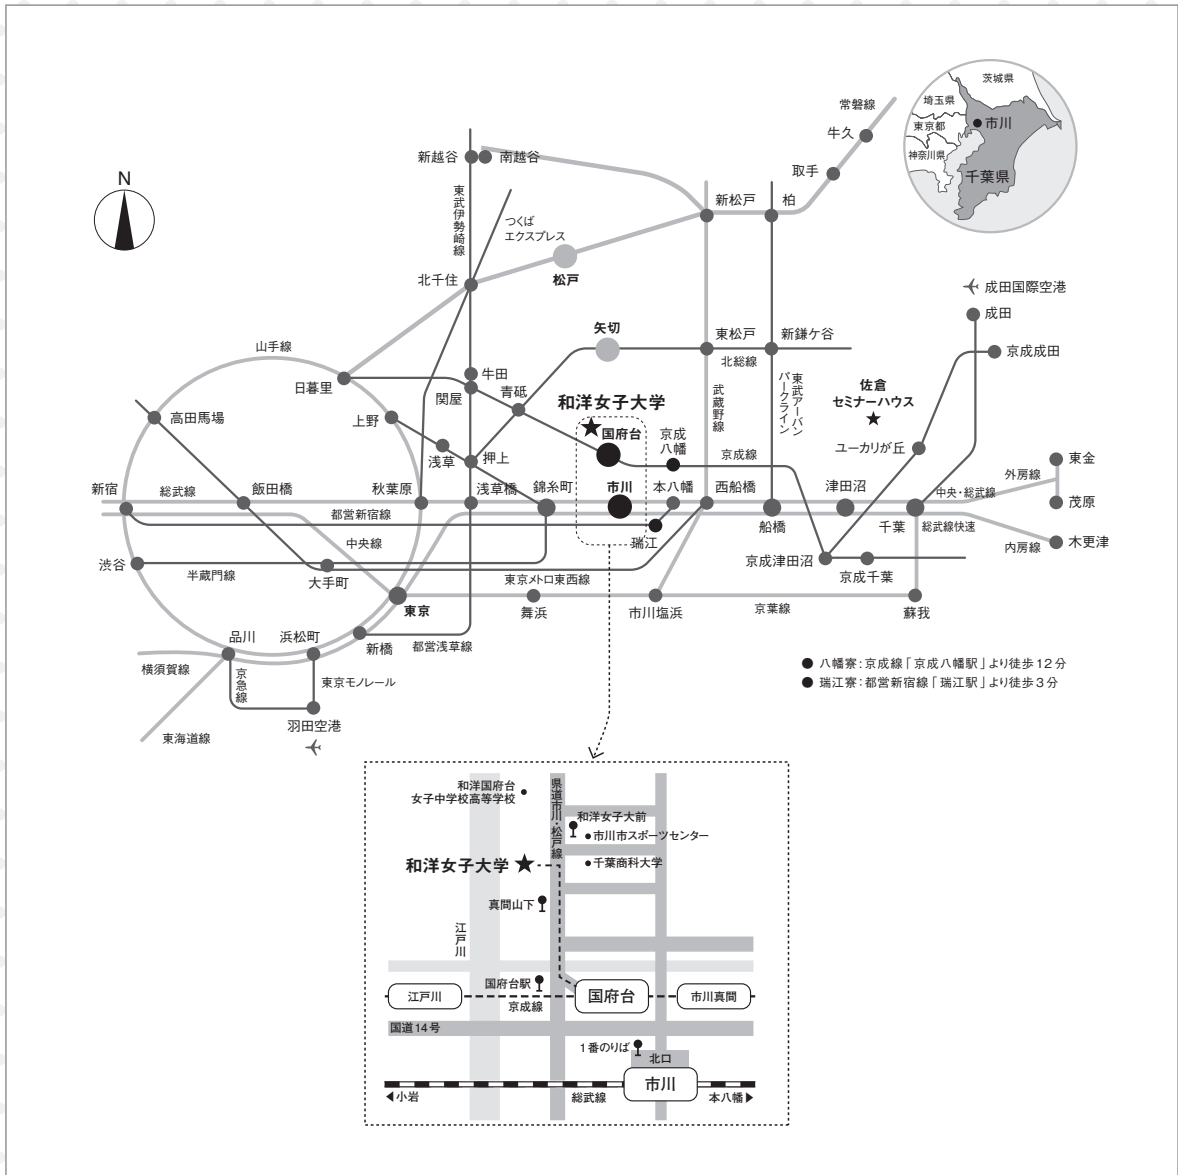 N
茨城県
埼玉県
東京都
市川
神奈川県
千葉県
常磐線
牛久
取手
新越谷
南越谷
東武伊勢崎線
つくば
エクスプレス
新松戸
柏
北千住
松戸
成田国際空港
成田
山手線
矢切
東松戸
新鎌ケ谷
北総線
京成成田
日暮里
牛田
関屋
青砥
武蔵野線
東武アーバン
パークライン
佐倉
セミナーハウス
和洋女子大学
高田馬場
上野
国府台
京成
八幡
京成線
ユーカリが丘
浅草
押上
東金
外房線
新宿
総武線
飯田橋
秋葉原
浅草橋
錦糸町
市川
本八幡
西船橋
津田沼
中央・総武線
茂原
都営新宿線
船橋
千葉
総武線快速
中央線
瑞江
内房線
木更津
渋谷
半蔵門線
大手町
東京メトロ東西線
京成津田沼
京成千葉
東京
舞浜
市川塩浜
京葉線
蘇我
品川
浜松町
新橋
都営浅草線
横須賀線
京急線
東京モノレール
東海道線
羽田空港
●八幡寮：京成線「京成八幡駅」より徒歩12分
●瑞江寮：都営新宿線「瑞江駅」より徒歩3分
和洋国府台
女子中学校高等学校
県道市川・松戸線
和洋女子大前
市川市スポーツセンター
和洋女子大学
千葉商科大学
真間山下
江戸川
国府台駅
江戸川
国府台
市川真間
京成線
国道14号
1番のりば
北口
市川
◀小岩
総武線
本八幡▶